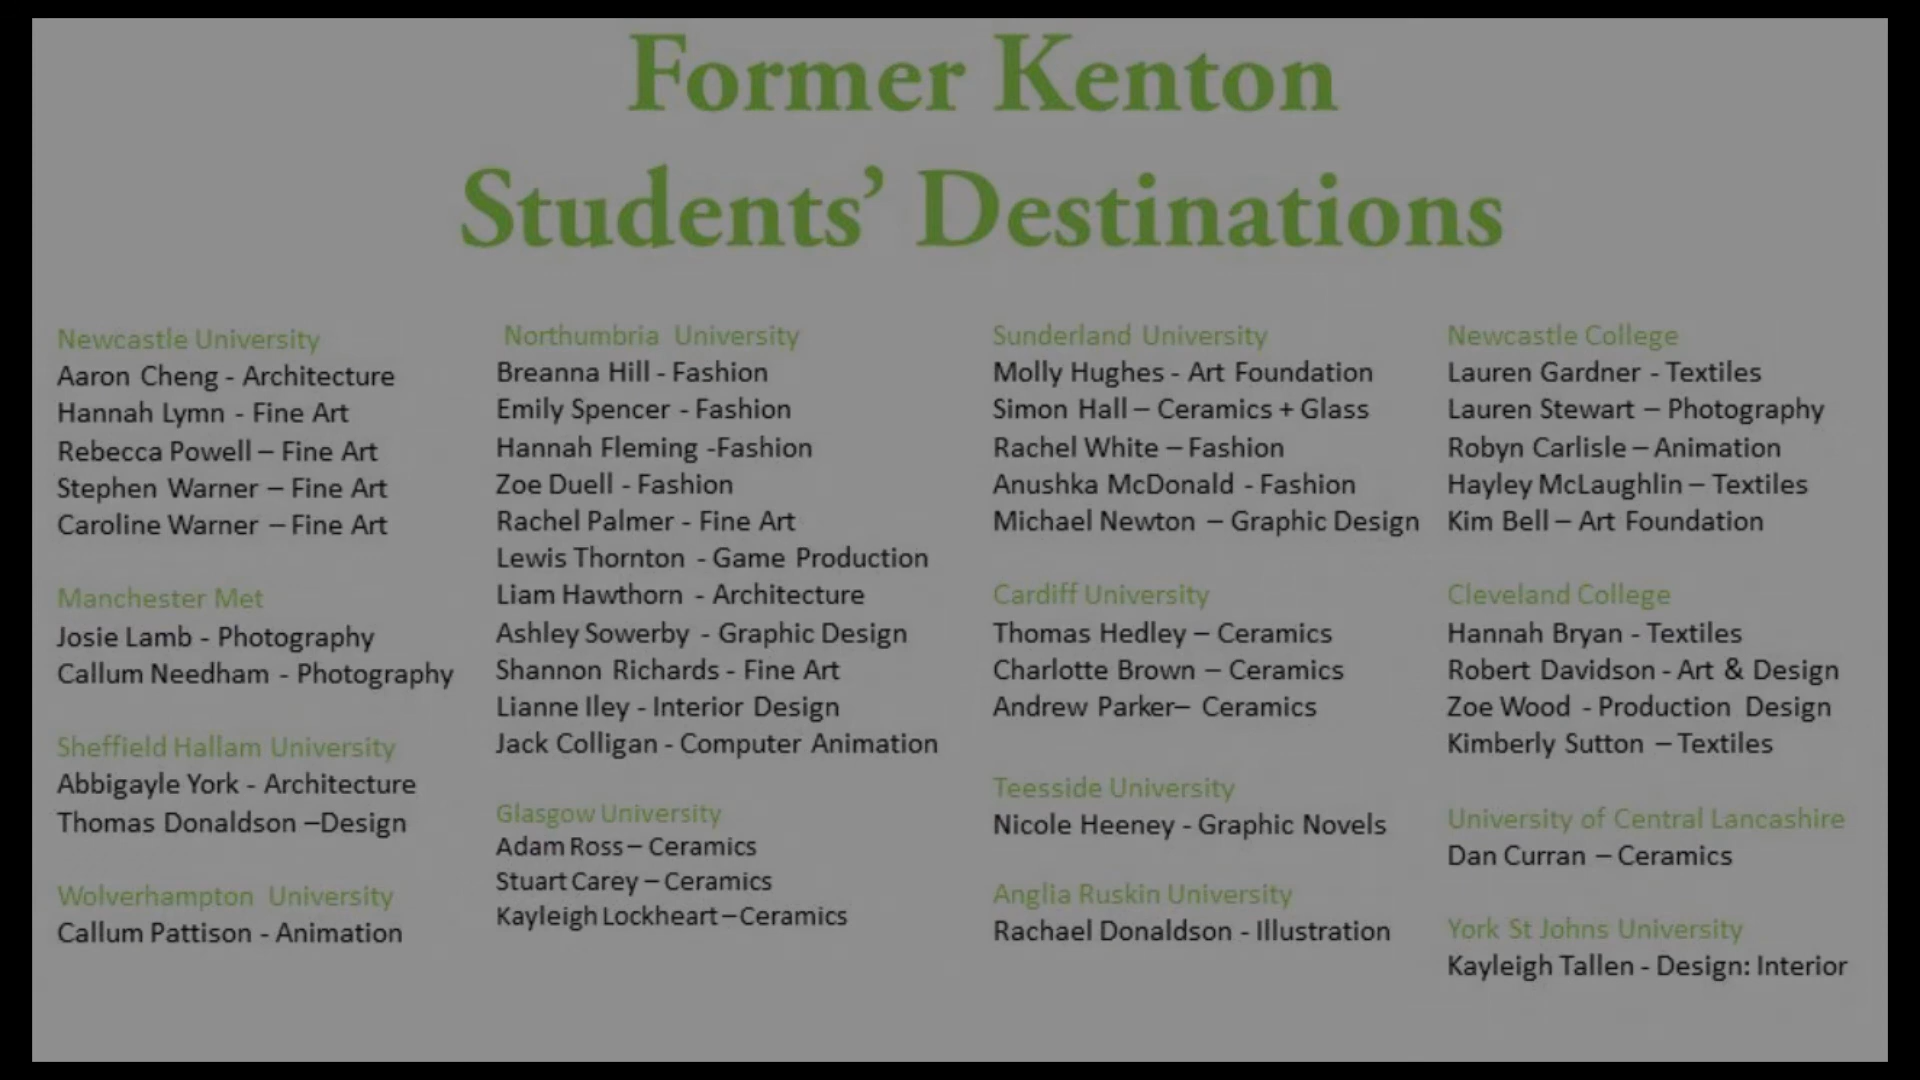 Former Kenton
Students’ Destinations
Newcastle University
Aaron Cheng - Architecture
Hannah Lymn - Fine Art
Rebecca Powell – Fine Art
Stephen Warner – Fine Art
Caroline Warner – Fine Art
Manchester Met
Josie Lamb - Photography
Callum Needham - Photography
Sheffield Hallam University
Abbigayle York - Architecture
Thomas Donaldson –Design
Wolverhampton University
Callum Pattison - Animation
Northumbria University
Breanna Hill - Fashion
Emily Spencer - Fashion
Hannah Fleming -Fashion
Zoe Duell - Fashion
Rachel Palmer - Fine Art
Lewis Thornton - Game Production
Liam Hawthorn - Architecture
Ashley Sowerby - Graphic Design
Shannon Richards - Fine Art
Lianne Iley - Interior Design
Jack Colligan - Computer Animation
Glasgow University
Adam Ross – Ceramics
Stuart Carey – Ceramics
Kayleigh Lockheart –Ceramics
Sunderland University
Molly Hughes - Art Foundation
Simon Hall – Ceramics + Glass
Rachel White – Fashion
Anushka McDonald - Fashion
Michael Newton – Graphic Design
Cardiff University
Thomas Hedley – Ceramics
Charlotte Brown – Ceramics
Andrew Parker– Ceramics
Teesside University
Nicole Heeney - Graphic Novels
Anglia Ruskin University
Rachael Donaldson - Illustration
Newcastle College
Lauren Gardner - Textiles
Lauren Stewart – Photography
Robyn Carlisle – Animation
Hayley McLaughlin – Textiles
Kim Bell – Art Foundation
Cleveland College
Hannah Bryan - Textiles
Robert Davidson - Art & Design
Zoe Wood - Production Design
Kimberly Sutton – Textiles
University of Central Lancashire
Dan Curran – Ceramics
York St Johns University
Kayleigh Tallen - Design: Interior